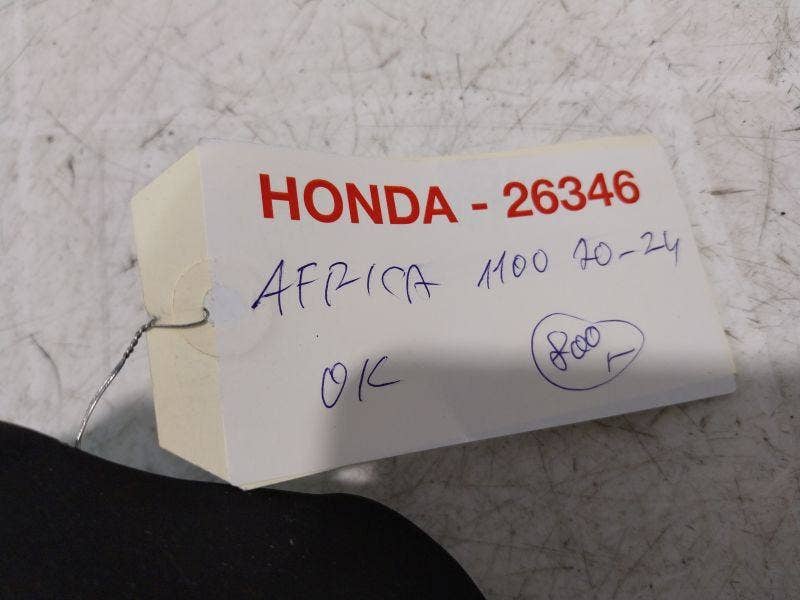 HONDA - 26346
AFRICA 1100 20-24
OK
800,-